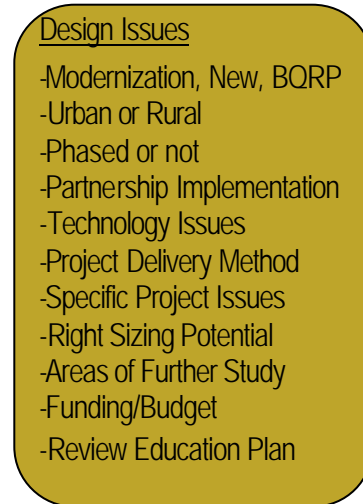 Design Issues
-Modernization, New, BQRP
-Urban or Rural
-Phased or not
-Partnership Implementation
-Technology Issues
-Project Delivery Method
-Specific Project Issues
-Right Sizing Potential
-Areas of Further Study
-Funding/Budget
-Review Education Plan